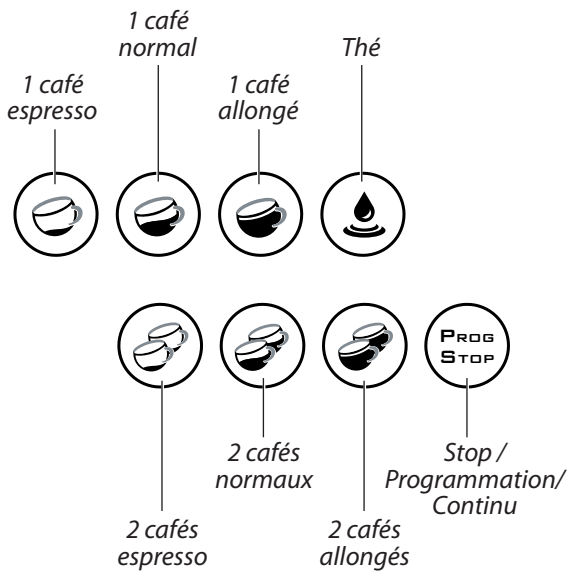 1 café
espresso
1 café
normal
1 café
allongé
Thé
PROG
STOP
2 cafés
espresso
2 cafés
normaux
2 cafés
allongés
Stop /
Programmation/
Continu